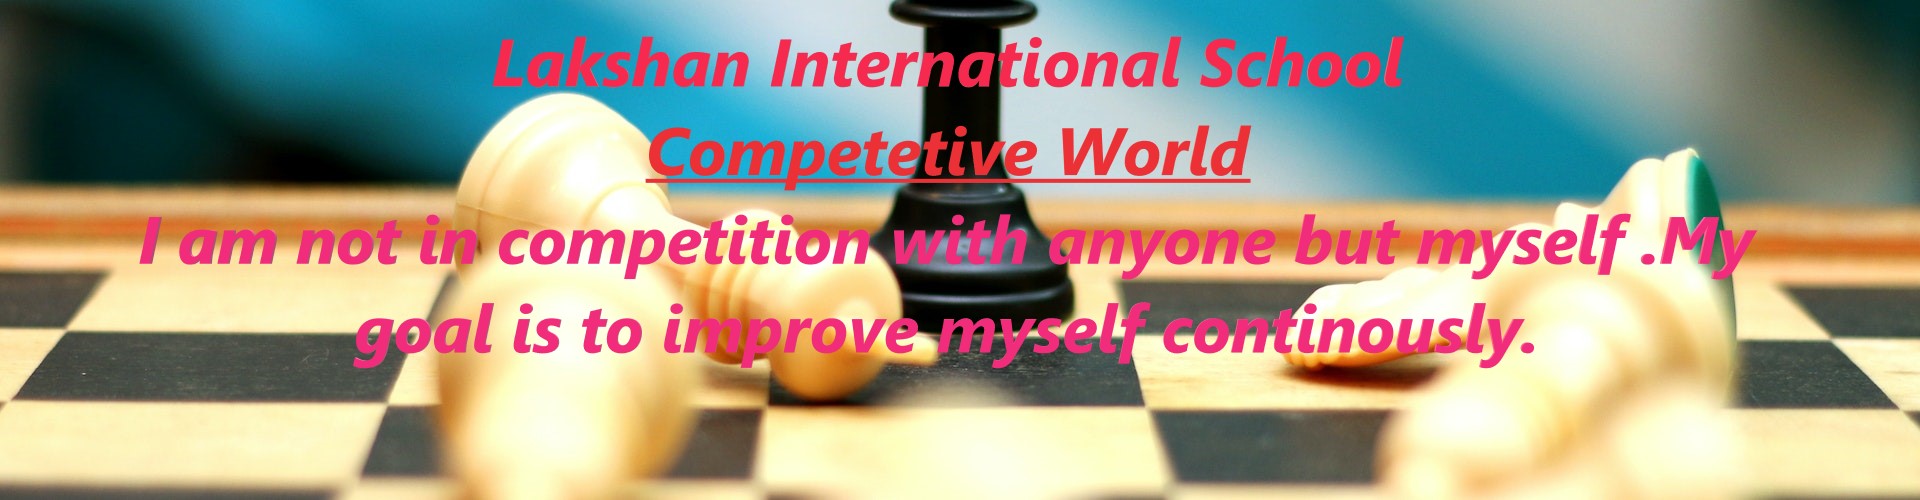 Lakshan International School
Competetive World
I am not in competition with anyone but myself .My
goal is to improve myself continously.